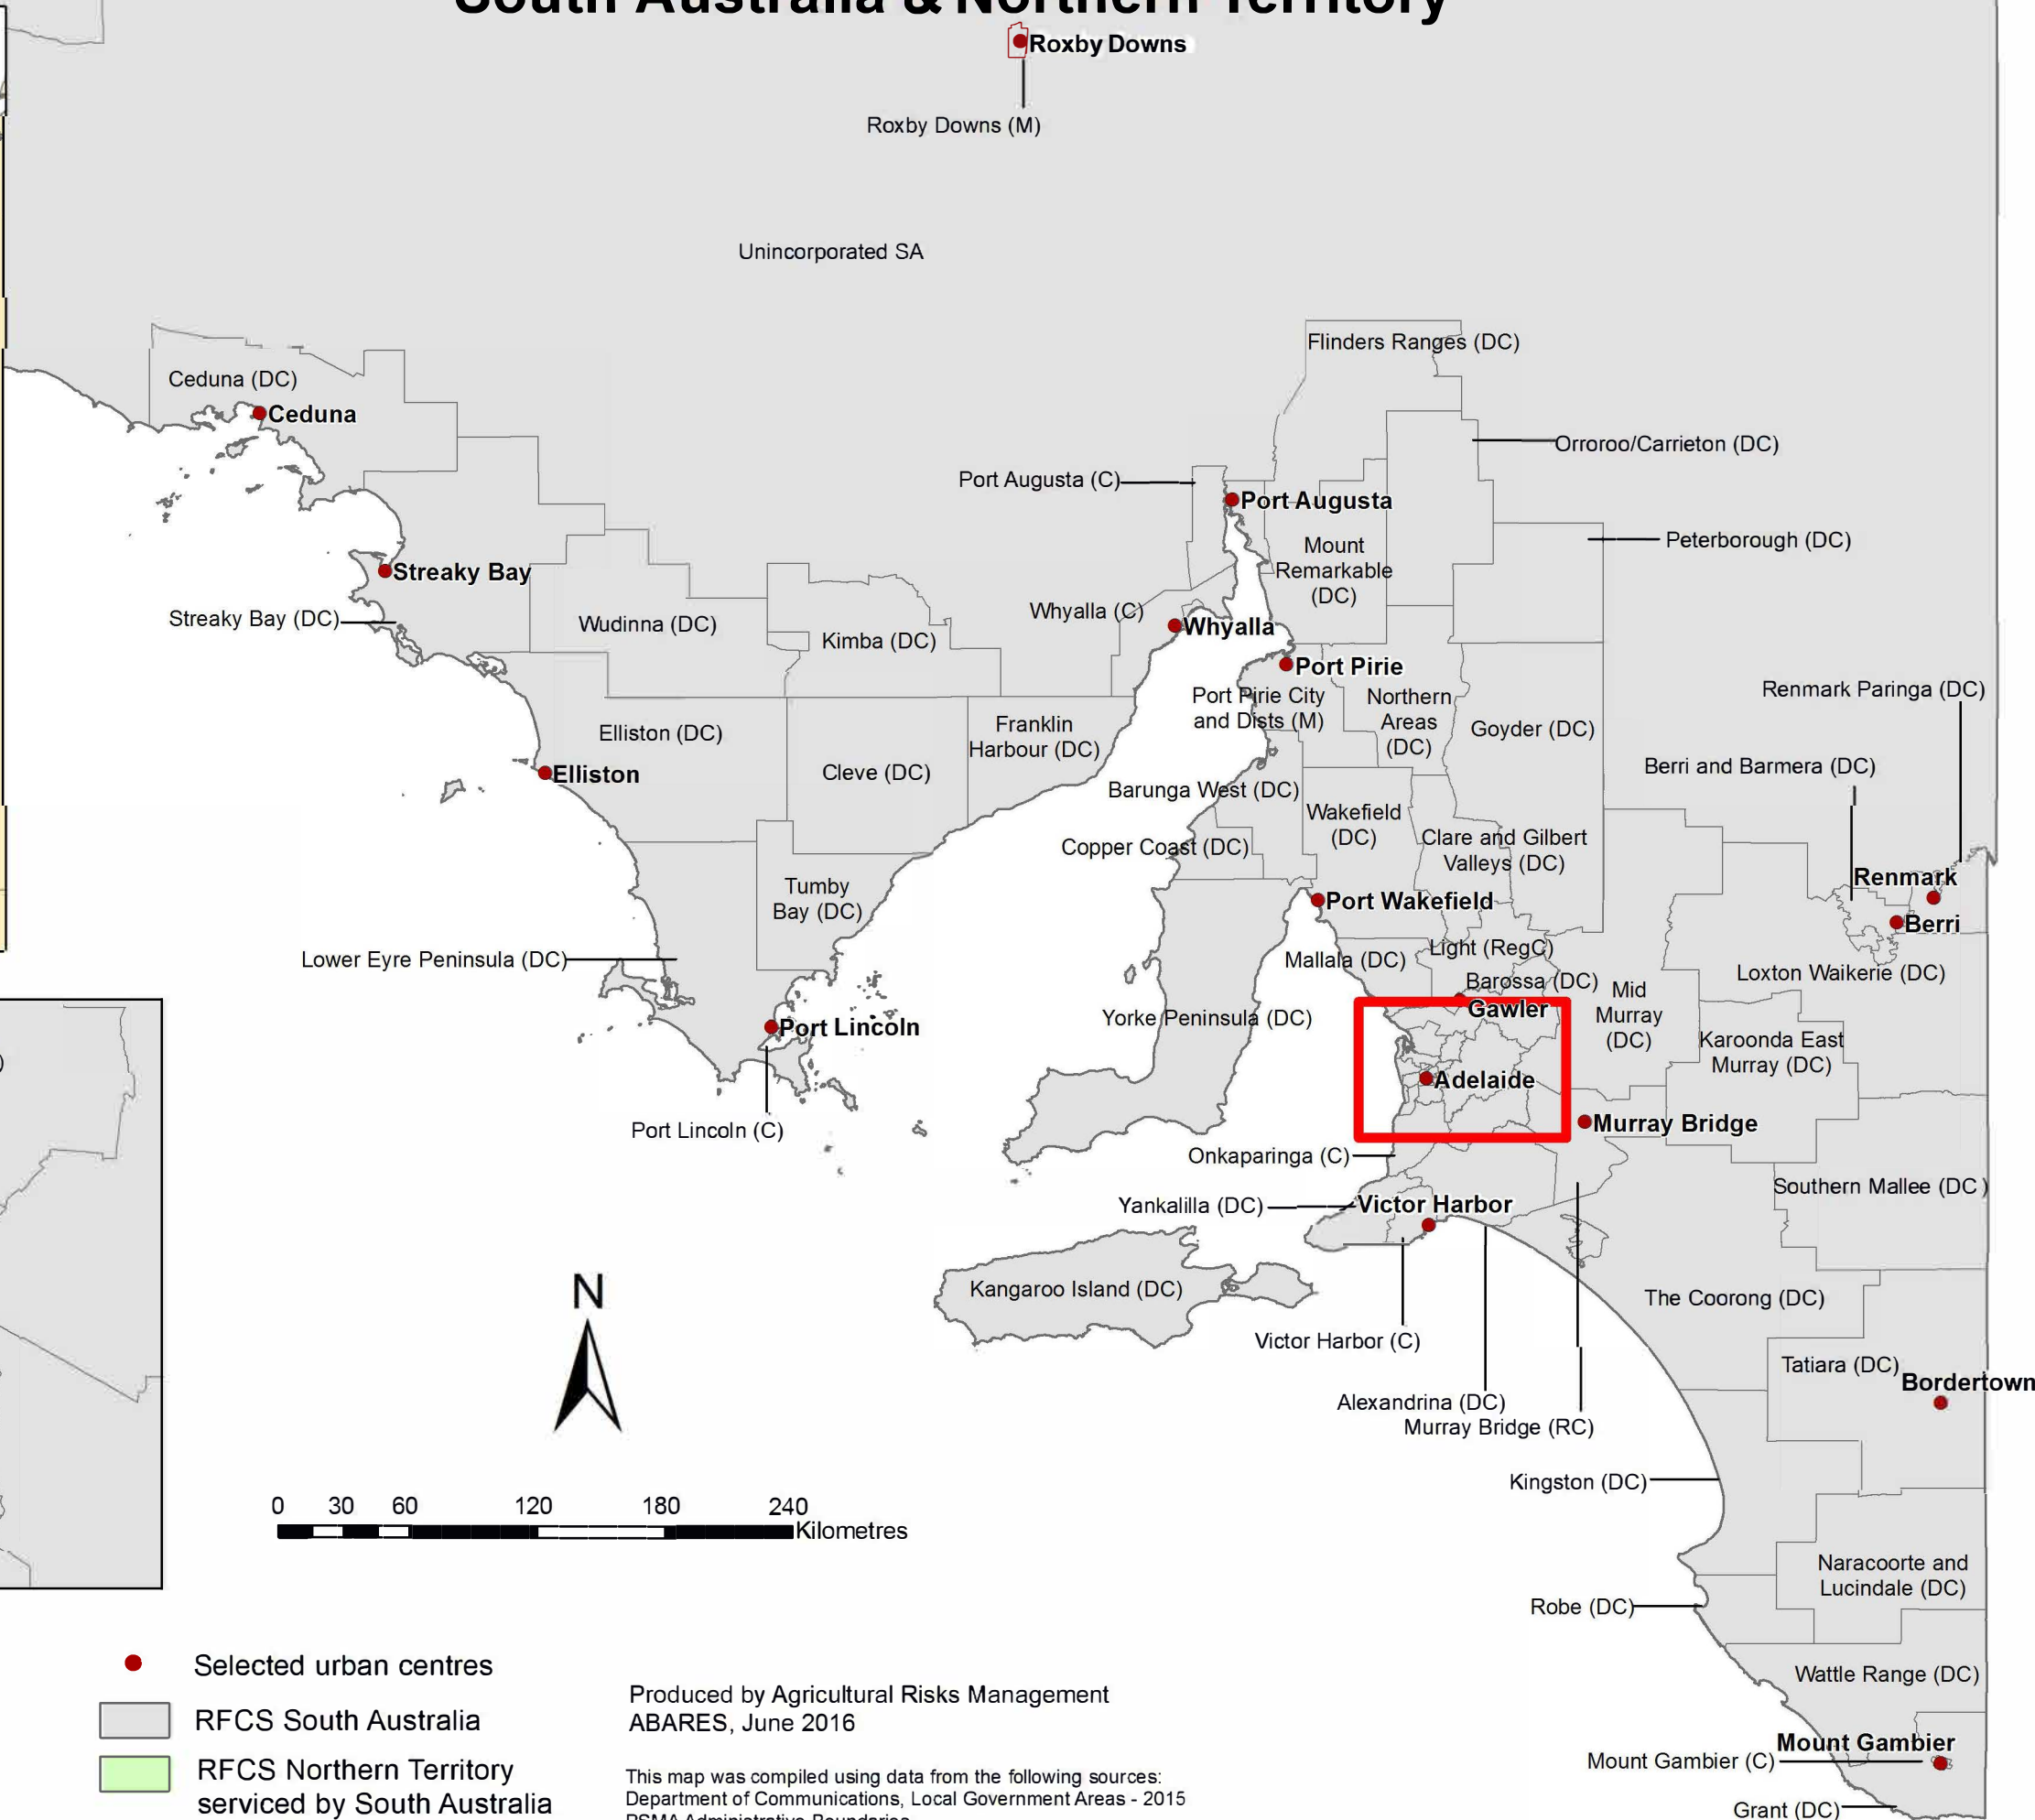 South Australia & Northern Territory
Roxby Downs
Roxby Downs (M)
Unincorporated SA
Flinders Ranges (DC)
Ceduna (DC)
Ceduna
Orroroo/Carrieton (DC)
Port Augusta (C)
Port Augusta
Peterborough (DC)
Mount
Remarkable
(DC)
Streaky Bay
Streaky Bay (DC)
Wudinna (DC)
Kimba (DC)
Whyalla (C)
Whyalla
Port Pirie
Port Pirie City
and Dists (M)
Northern
Areas
(DC)
Goyder (DC)
Renmark Paringa (DC)
Elliston (DC)
Franklin
Harbour (DC)
Cleve (DC)
Elliston
Berri and Barmera (DC)
Barunga West (DC)
Wakefield
(DC)
Copper Coast (DC)
Clare and Gilbert
Valleys (DC)
Renmark
Berri
Tumby
Bay (DC)
Port Wakefield
Lower Eyre Peninsula (DC)
Mallala (DC)
Light (RegC)
Barossa (DC)
Loxton Waikerie (DC)
Mid
Murray
(DC)
Gawler
Yorke Peninsula (DC)
Port Lincoln
Karoonda East
Murray (DC)
Adelaide
Port Lincoln (C)
Murray Bridge
Onkaparinga (C)
Southern Mallee (DC)
Yankalilla (DC)
Victor Harbor
Kangaroo Island (DC)
The Coorong (DC)
Victor Harbor (C)
Tatiara (DC)
Bordertown
Alexandrina (DC)
Murray Bridge (RC)
N
Kingston (DC)
0 30 60 120 180 240
Kilometres
Naracoorte and
Lucindale (DC)
Robe (DC)
Wattle Range (DC)
Mount Gambier
Mount Gambier (C)
Grant (DC)
Selected urban centres
RFCS South Australia
RFCS Northern Territory
serviced by South Australia
Produced by Agricultural Risks Management
ABARES, June 2016
This map was compiled using data from the following sources:
Department of Communications, Local Government Areas - 2015
PSMA Administrative Boundaries